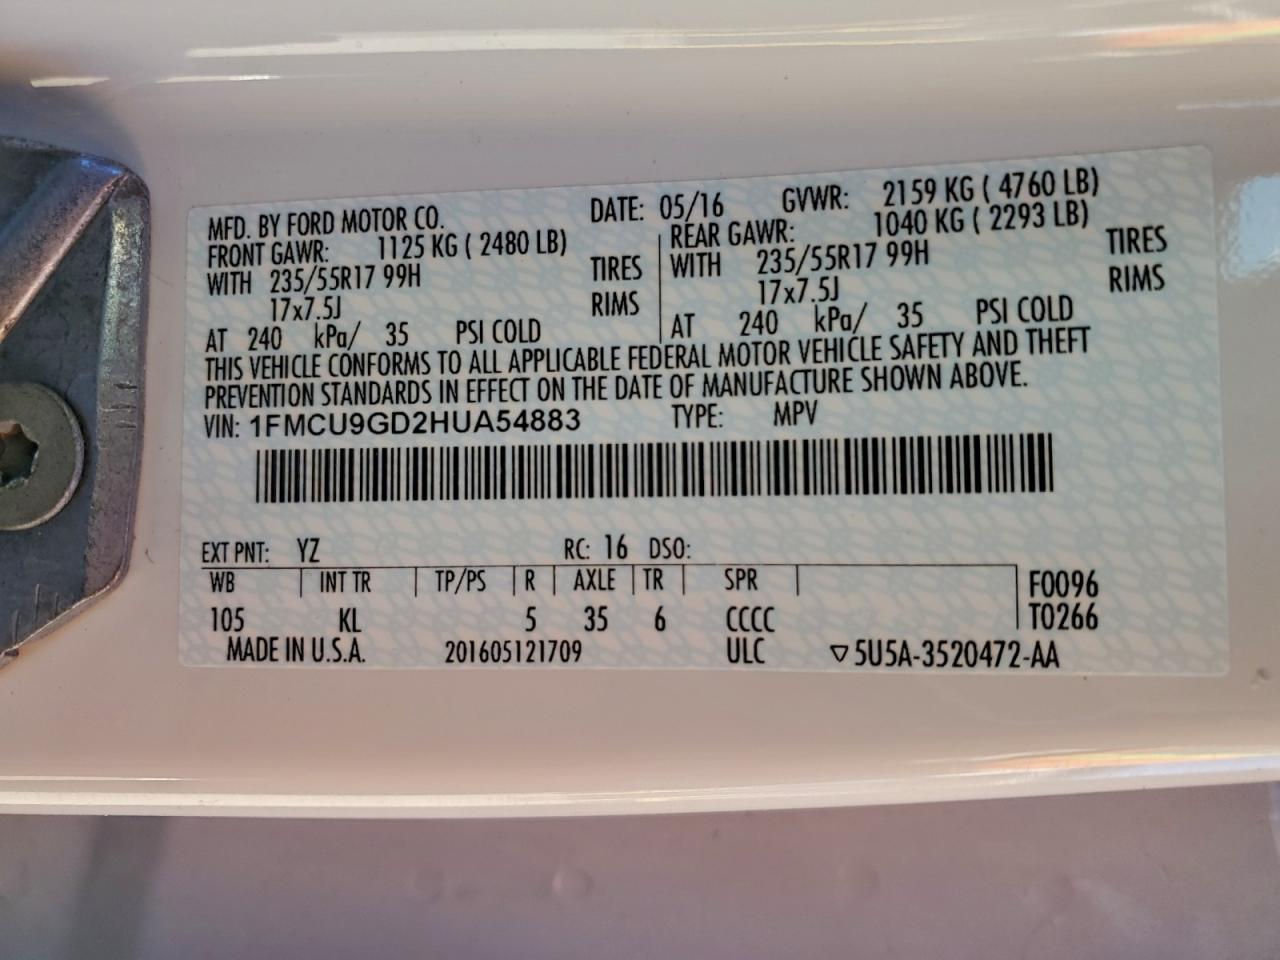 MFD. BY FORD MOTOR CO. DATE: 05/16 GVWR: 2159 KG ( 4760 LB)
FRONT GAWR: 1125 KG ( 2480 LB) REAR GAWR: 1040 KG ( 2293 LB)
WITH 235/55R17 99H TIRES WITH 235/55R17 99H TIRES
17x7.5J RIMS 17x7.5J RIMS
AT 240 kPa/ 35 PSI COLD AT 240 kPa/ 35 PSI COLD
THIS VEHICLE CONFORMS TO ALL APPLICABLE FEDERAL MOTOR VEHICLE SAFETY AND THEFT
PREVENTION STANDARDS IN EFFECT ON THE DATE OF MANUFACTURE SHOWN ABOVE.
VIN: 1FMCU9GD2HUA54883 TYPE: MPV
EXT PNT: YZ RC: 16 DSO:
WB INT TR TP/PS R AXLE TR SPR F0096
105 KL 5 35 6 CCCC T0266
MADE IN U.S.A. 201605121709 ULC ▽5U5A-3520472-AA